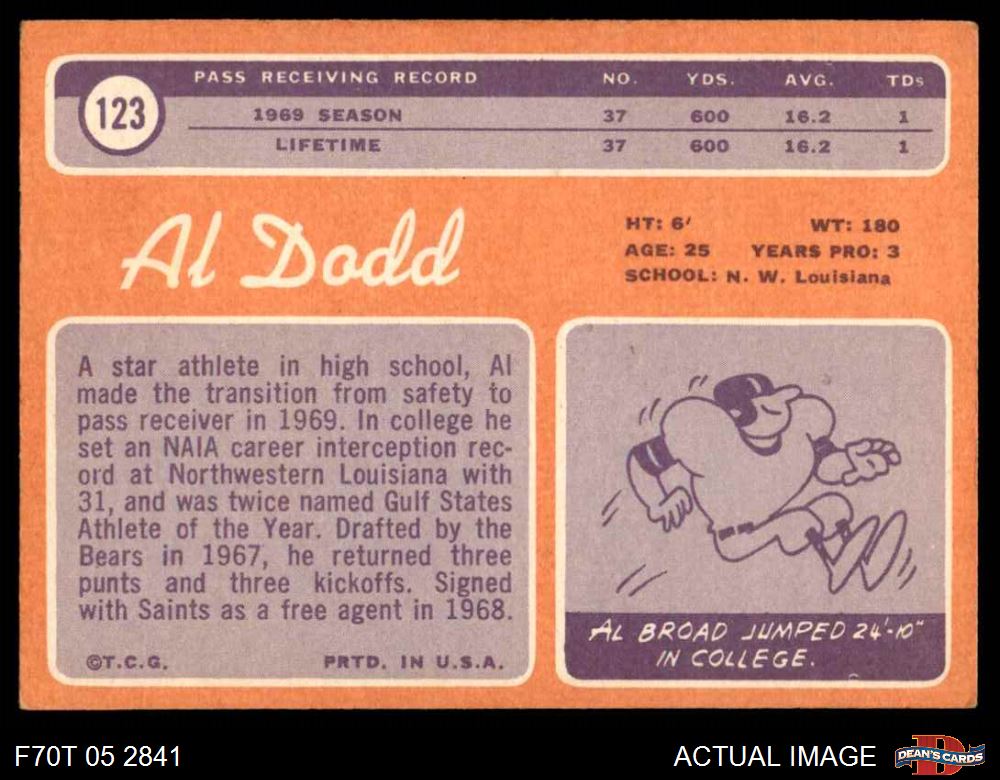 123
PASS RECEIVING RECORD NO. YDS. AVG. TDs
1969 SEASON 37 600 16.2 1
LIFETIME 37 600 16.2 1
Al Dodd
HT: 6' WT: 180
AGE: 25 YEARS PRO: 3
SCHOOL: N. W. Louisiana
A star athlete in high school, Al
made the transition from safety to
pass receiver in 1969. In college he
set an NAIA career interception rec-
ord at Northwestern Louisiana with
31, and was twice named Gulf States
Athlete of the Year. Drafted by the
Bears in 1967, he returned three
punts and three kickoffs. Signed
with Saints as a free agent in 1968.
©T.C.G. PRTD. IN U.S.A.
AL BROAD JUMPED 24'-10"
IN COLLEGE.
F70T 05 2841
ACTUAL IMAGE
D
DEAN'S CARDS